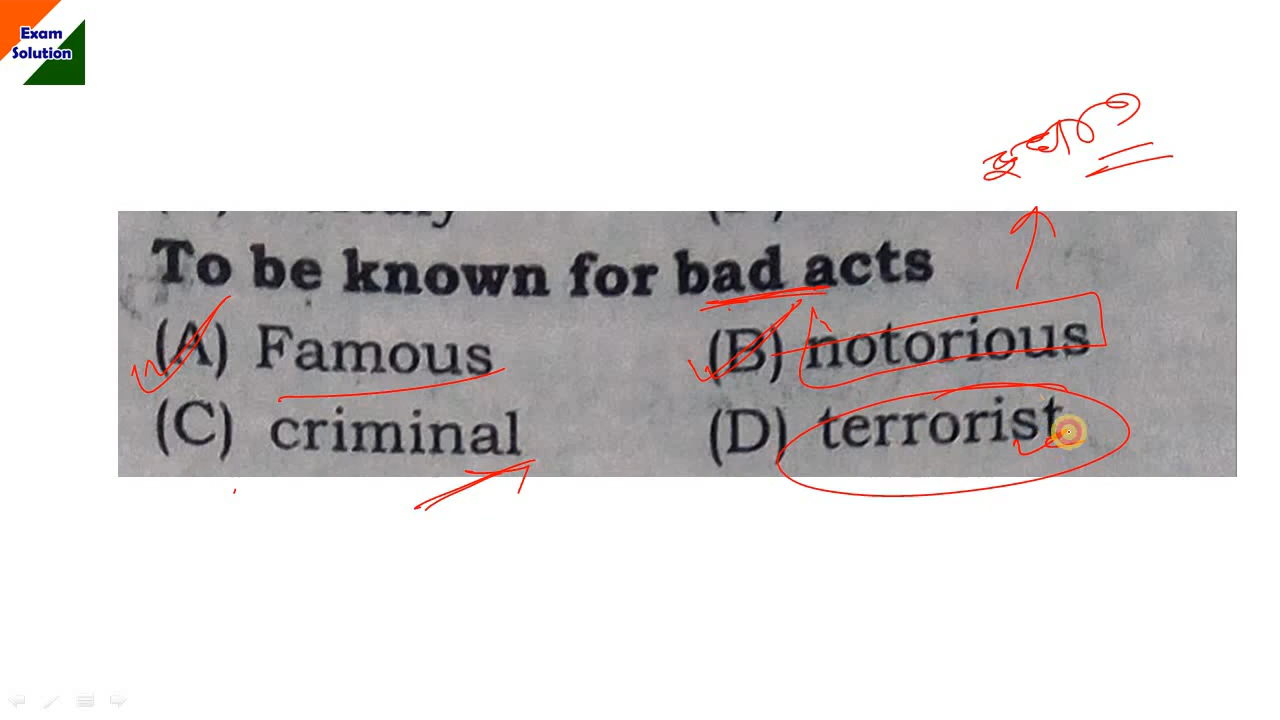 Exam
Solution
To be known for bad acts
(A) Famous
(B) notorious
(C) criminal
(D) terrorist